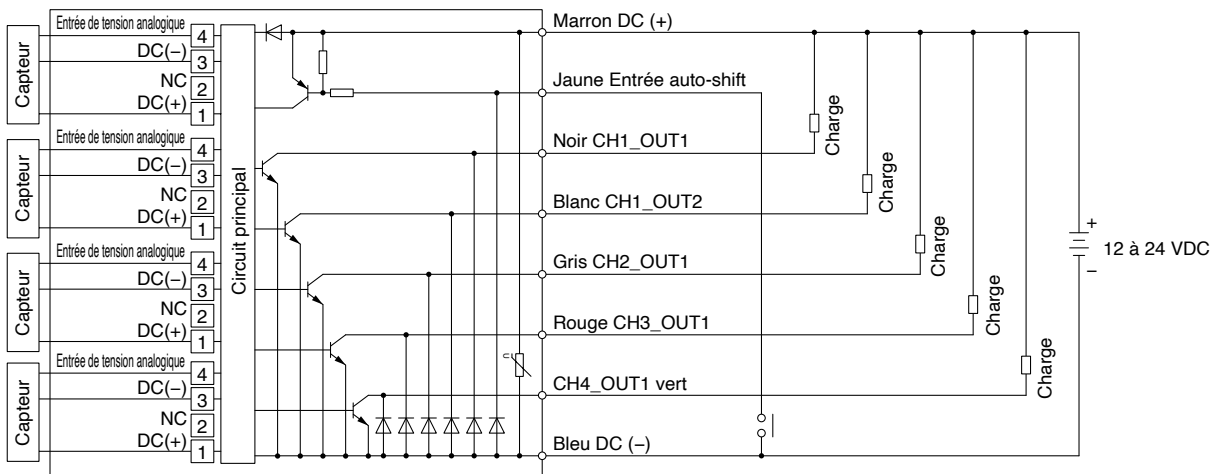 Capteur
Entrée de tension analogique 4
DC(−) 3
NC 2
DC(+) 1
Capteur
Entrée de tension analogique 4
DC(−) 3
NC 2
DC(+) 1
Capteur
Entrée de tension analogique 4
DC(−) 3
NC 2
DC(+) 1
Capteur
Entrée de tension analogique 4
DC(−) 3
NC 2
DC(+) 1
Circuit principal
Marron DC (+)
Jaune Entrée auto-shift
Noir CH1_OUT1
Blanc CH1_OUT2
Gris CH2_OUT1
Rouge CH3_OUT1
CH4_OUT1 vert
Bleu DC (−)
Charge
Charge
Charge
Charge
Charge
+
12 à 24 VDC
−